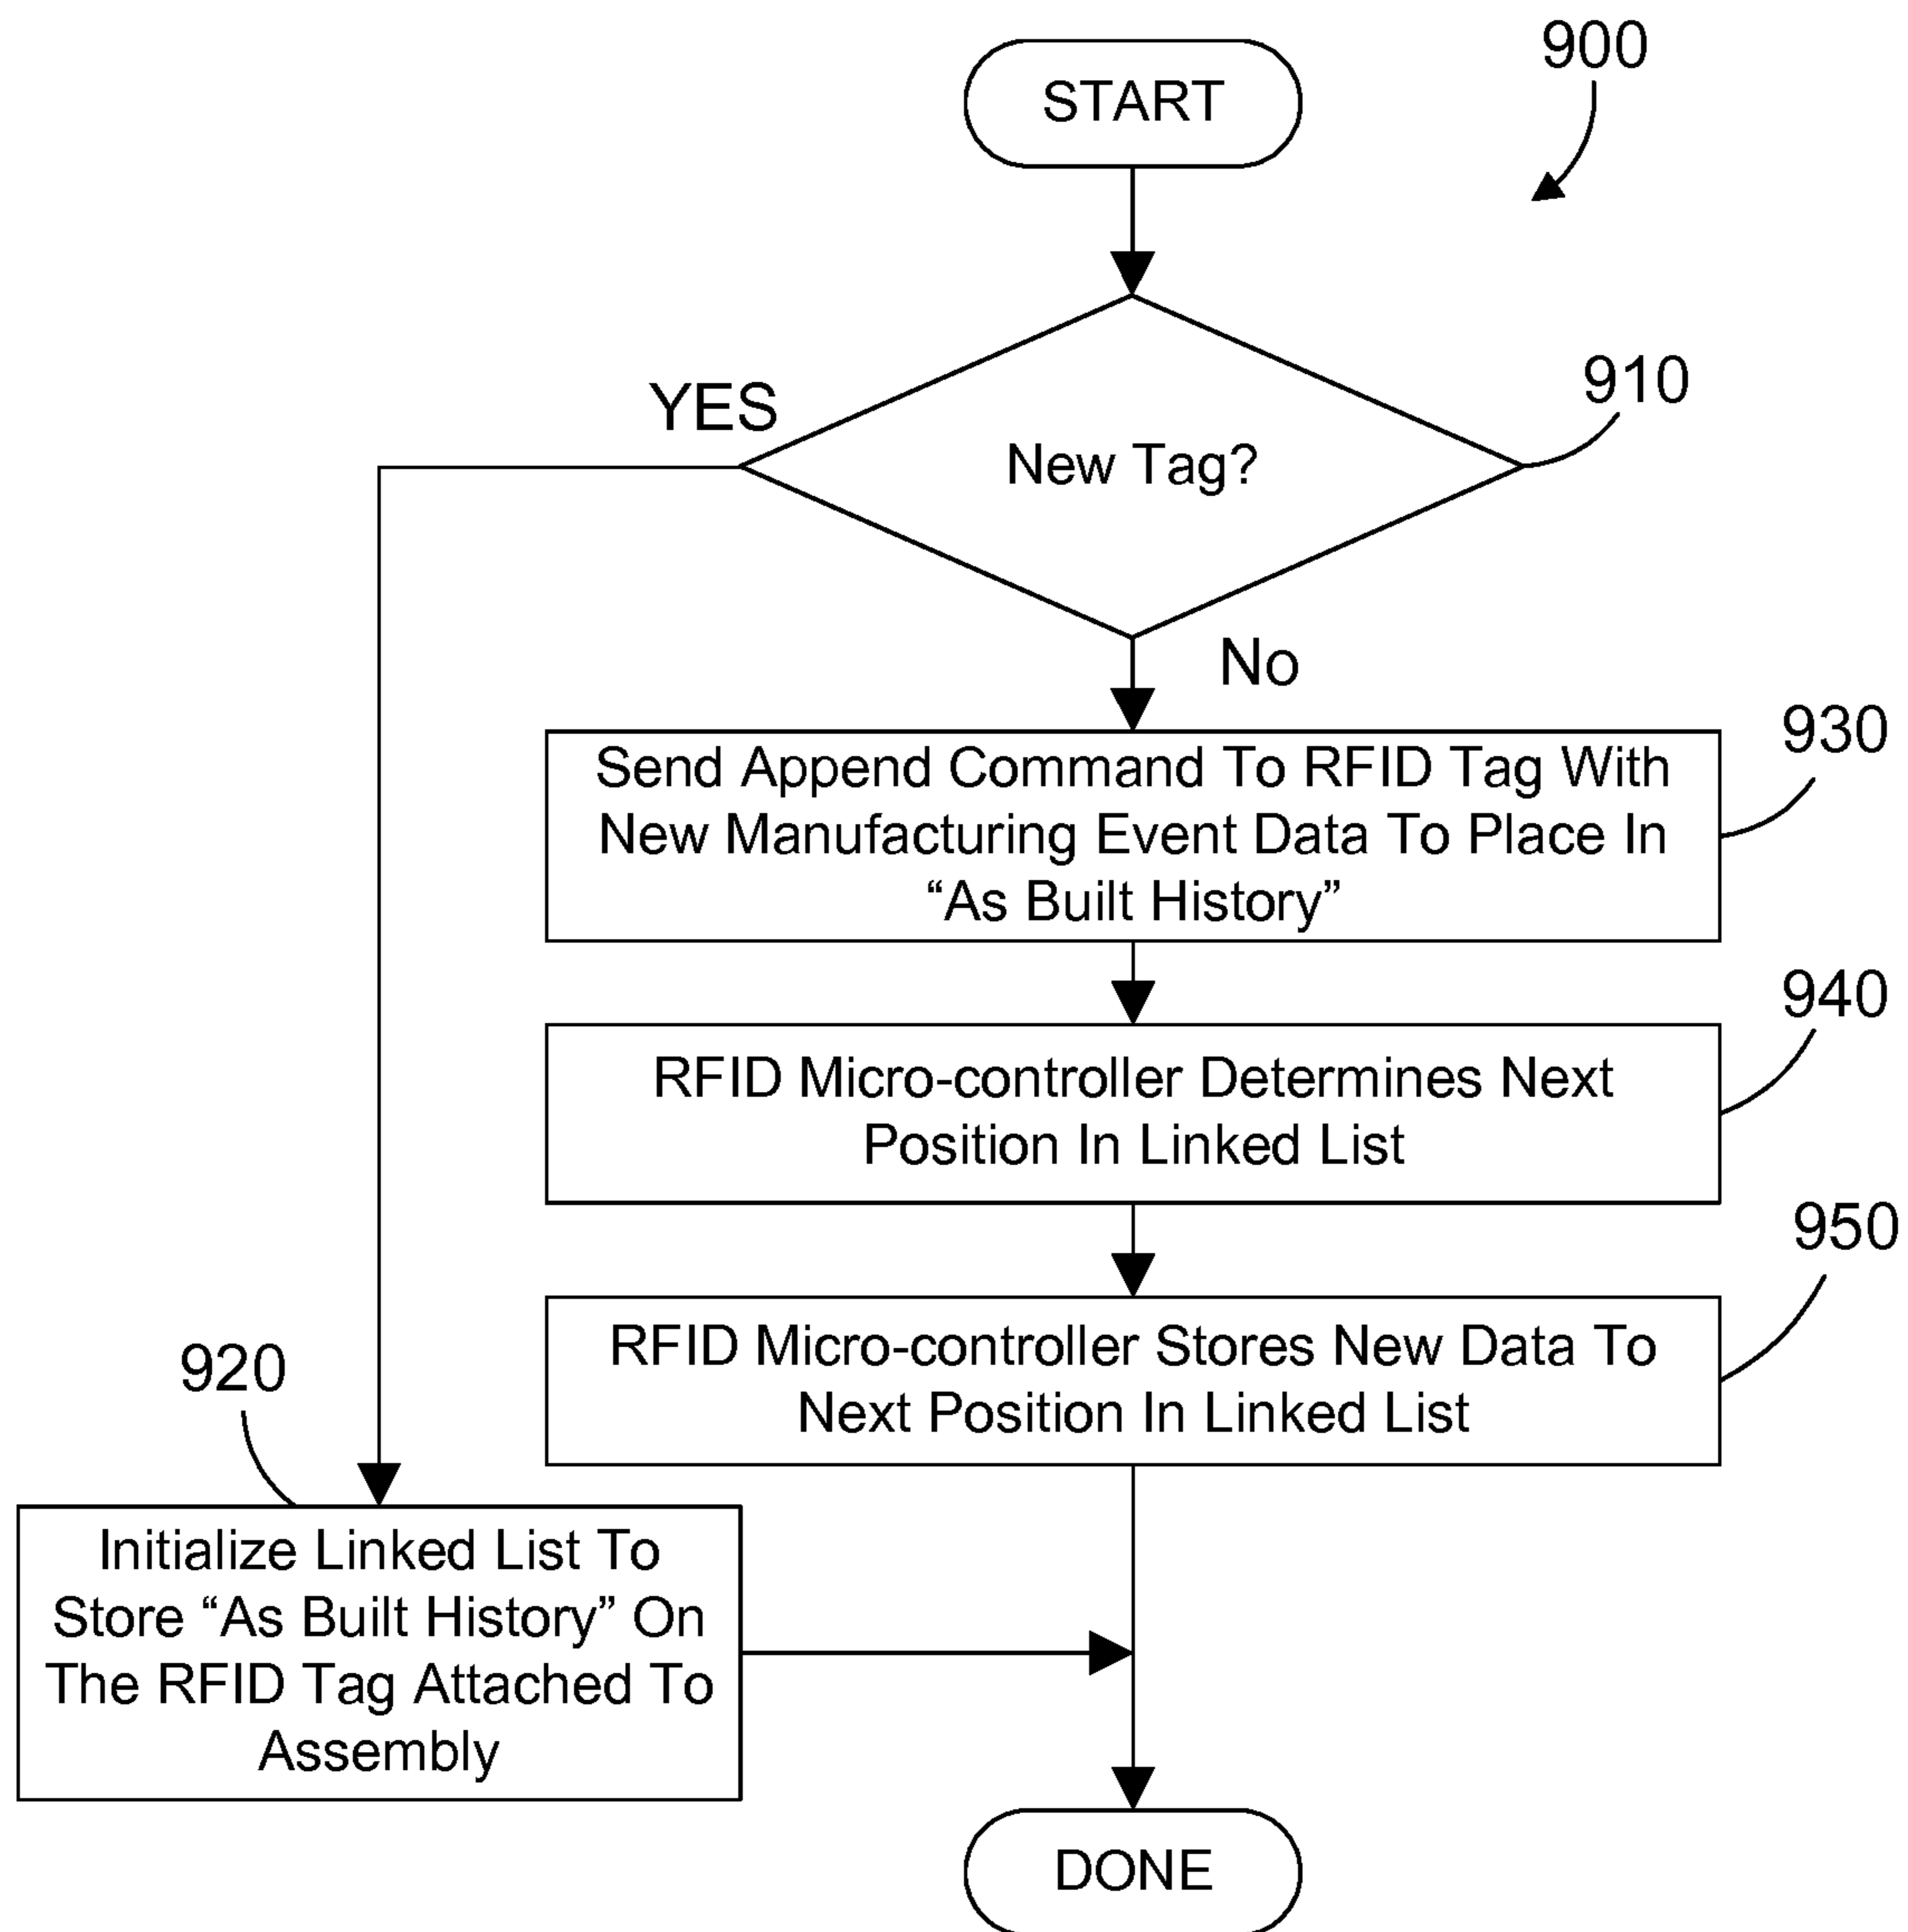 START
900
YES
New Tag?
910
No
Send Append Command To RFID Tag With
New Manufacturing Event Data To Place In
“As Built History”
930
RFID Micro-controller Determines Next
Position In Linked List
940
RFID Micro-controller Stores New Data To
Next Position In Linked List
950
920
Initialize Linked List To
Store “As Built History” On
The RFID Tag Attached To
Assembly
DONE